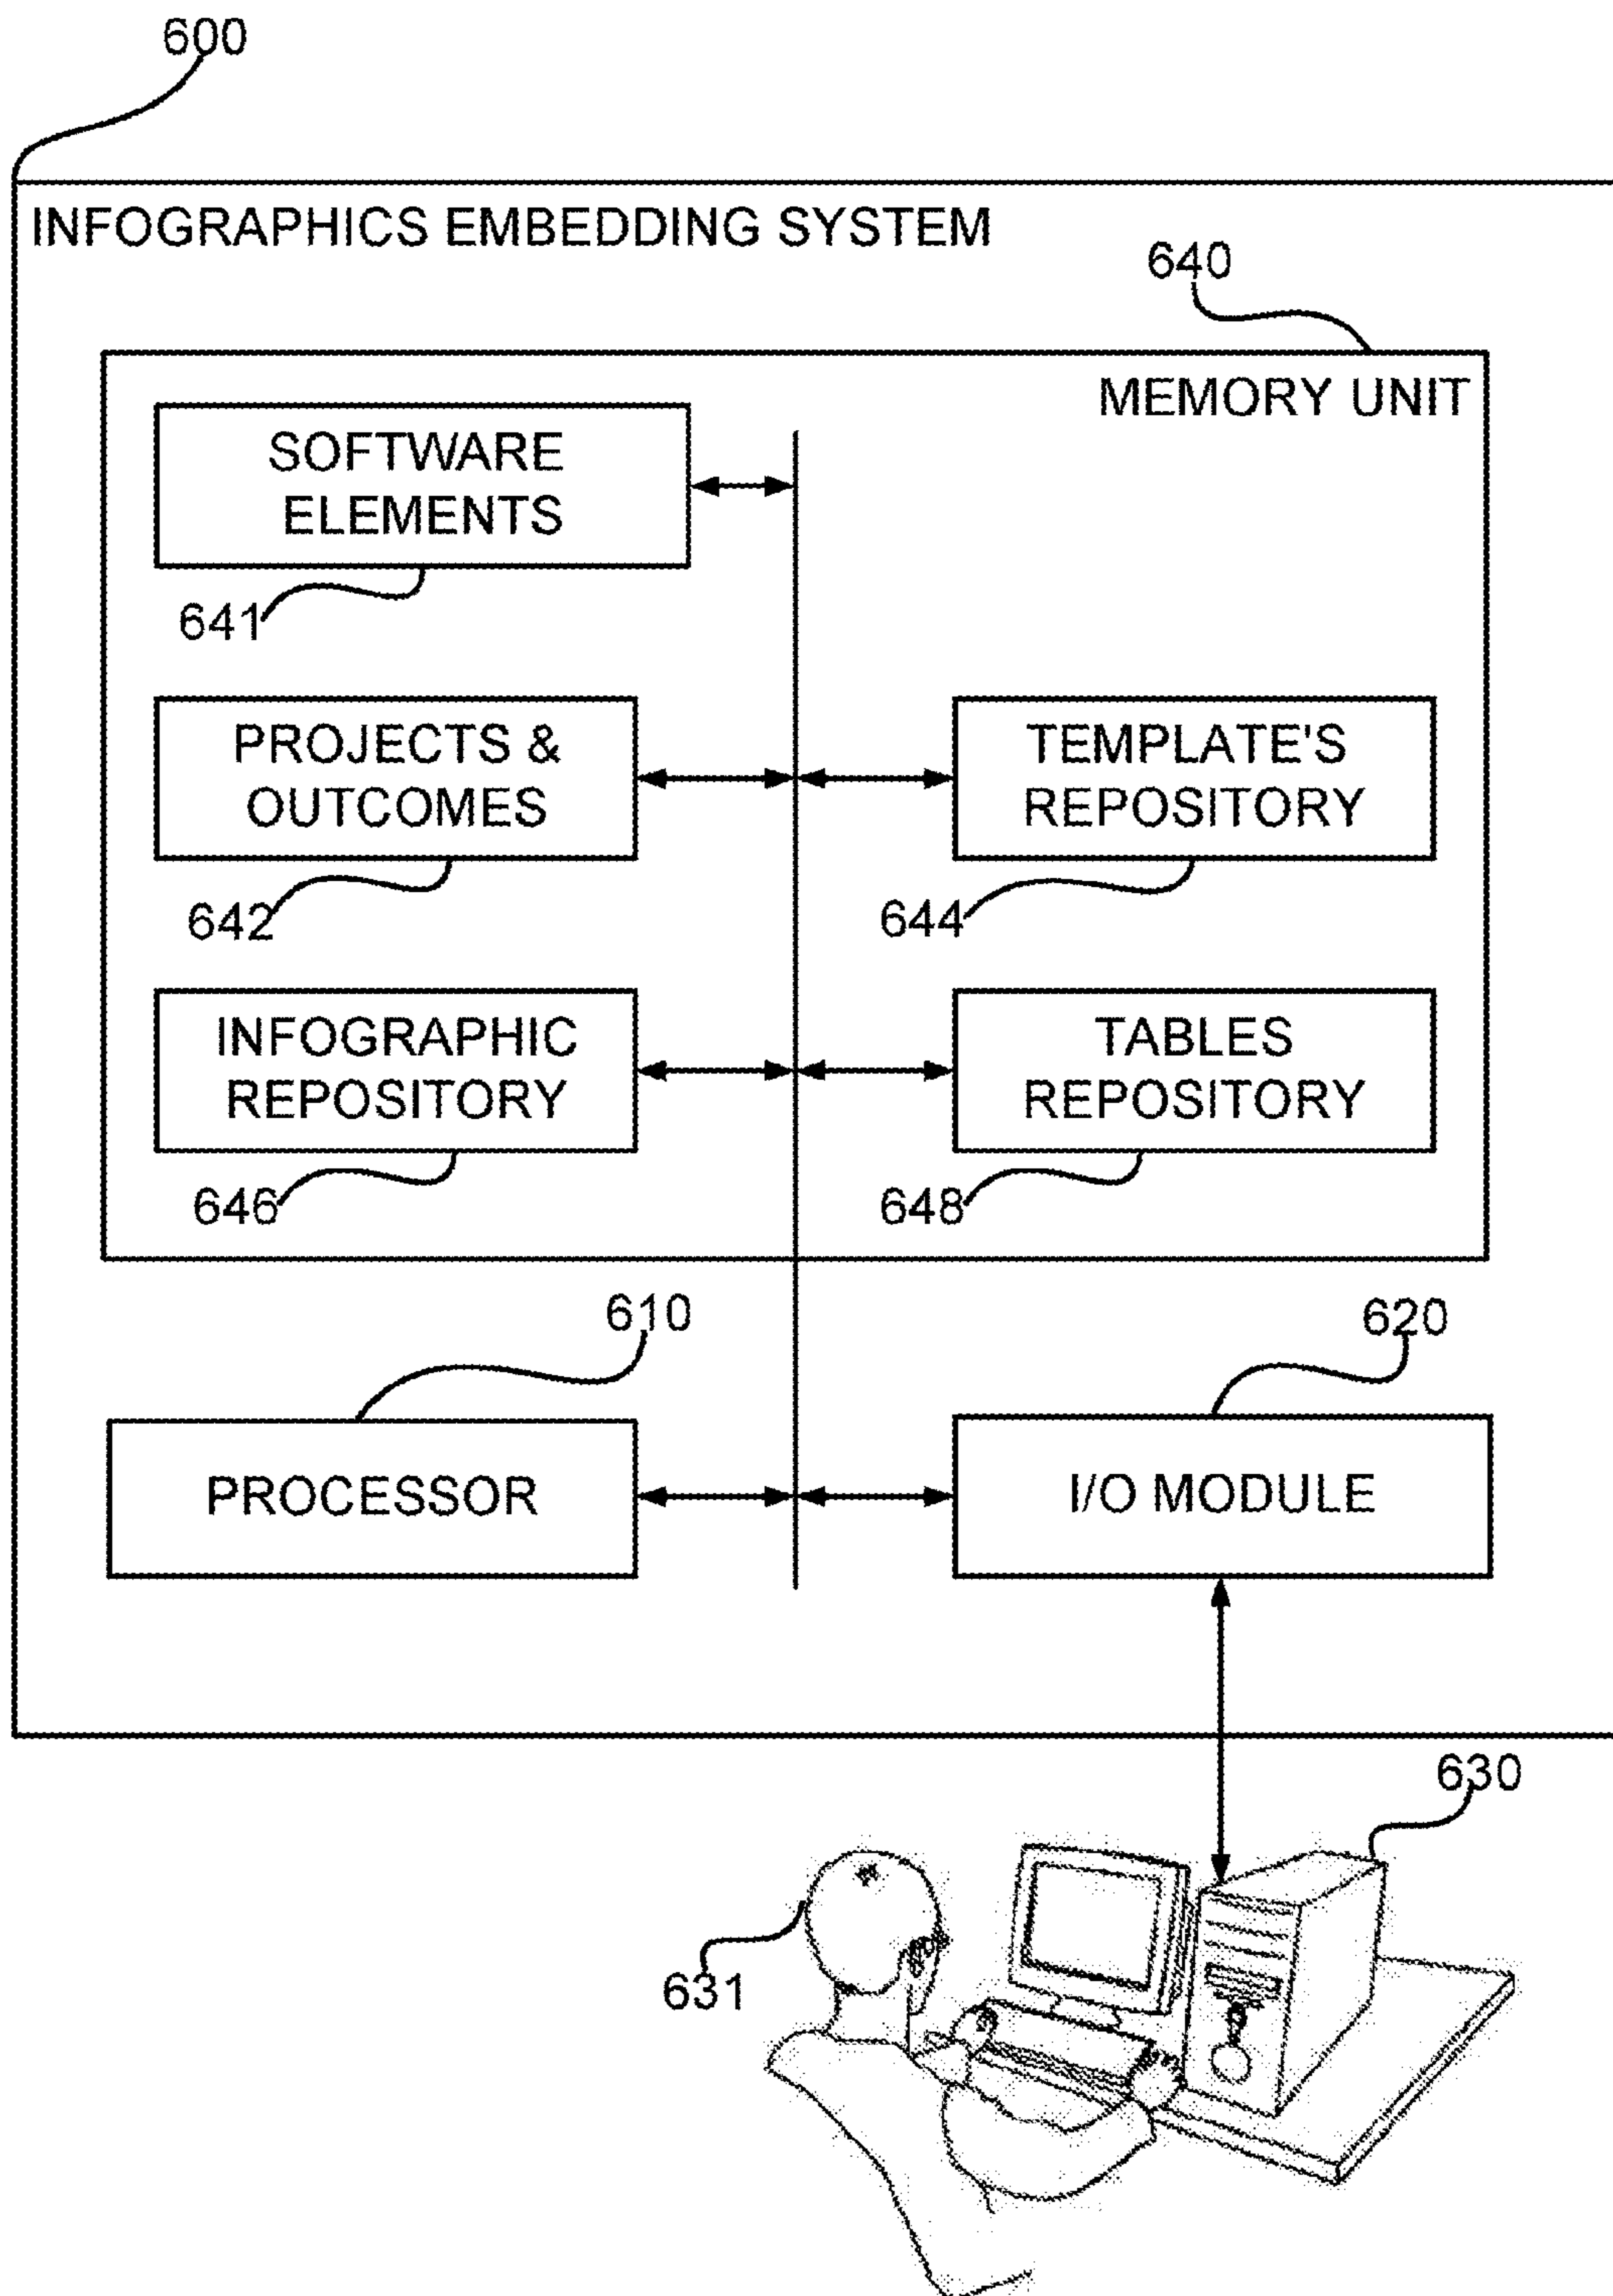 600
INFOGRAPHICS EMBEDDING SYSTEM
640
MEMORY UNIT
SOFTWARE
ELEMENTS
641
PROJECTS &
OUTCOMES
642
TEMPLATE'S
REPOSITORY
644
INFOGRAPHIC
REPOSITORY
646
TABLES
REPOSITORY
648
610
PROCESSOR
620
I/O MODULE
630
631